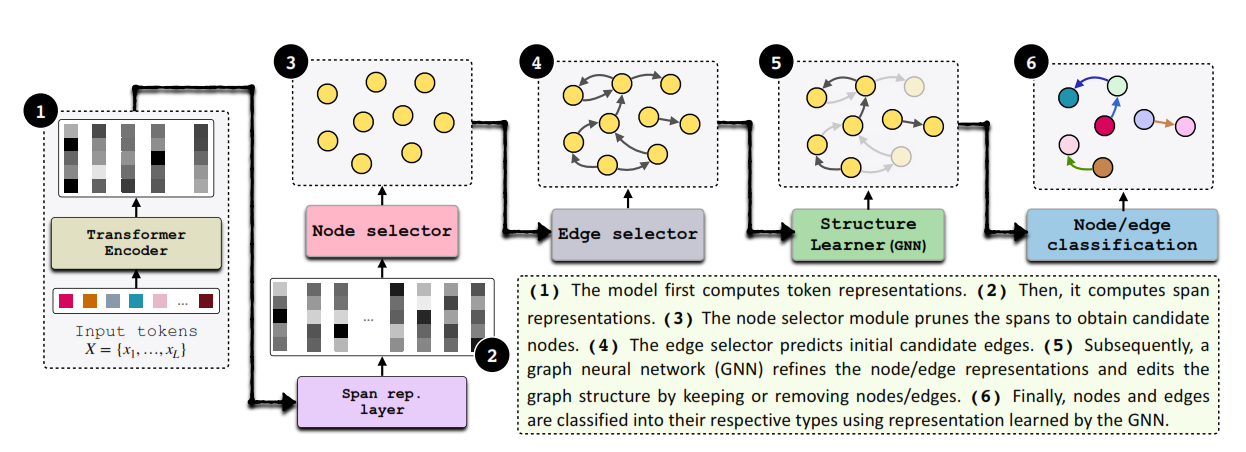 1
Transformer
Encoder
...
Input tokens
X = {x1, ...,xL}
2
...
Span rep.
layer
3
Node selector
4
Edge selector
5
Structure
Learner (GNN)
6
Node/edge
classification
(1) The model first computes token representations. (2) Then, it computes span
representations. (3) The node selector module prunes the spans to obtain candidate
nodes. (4) The edge selector predicts initial candidate edges. (5) Subsequently, a
graph neural network (GNN) refines the node/edge representations and edits the
graph structure by keeping or removing nodes/edges. (6) Finally, nodes and edges
are classified into their respective types using representation learned by the GNN.